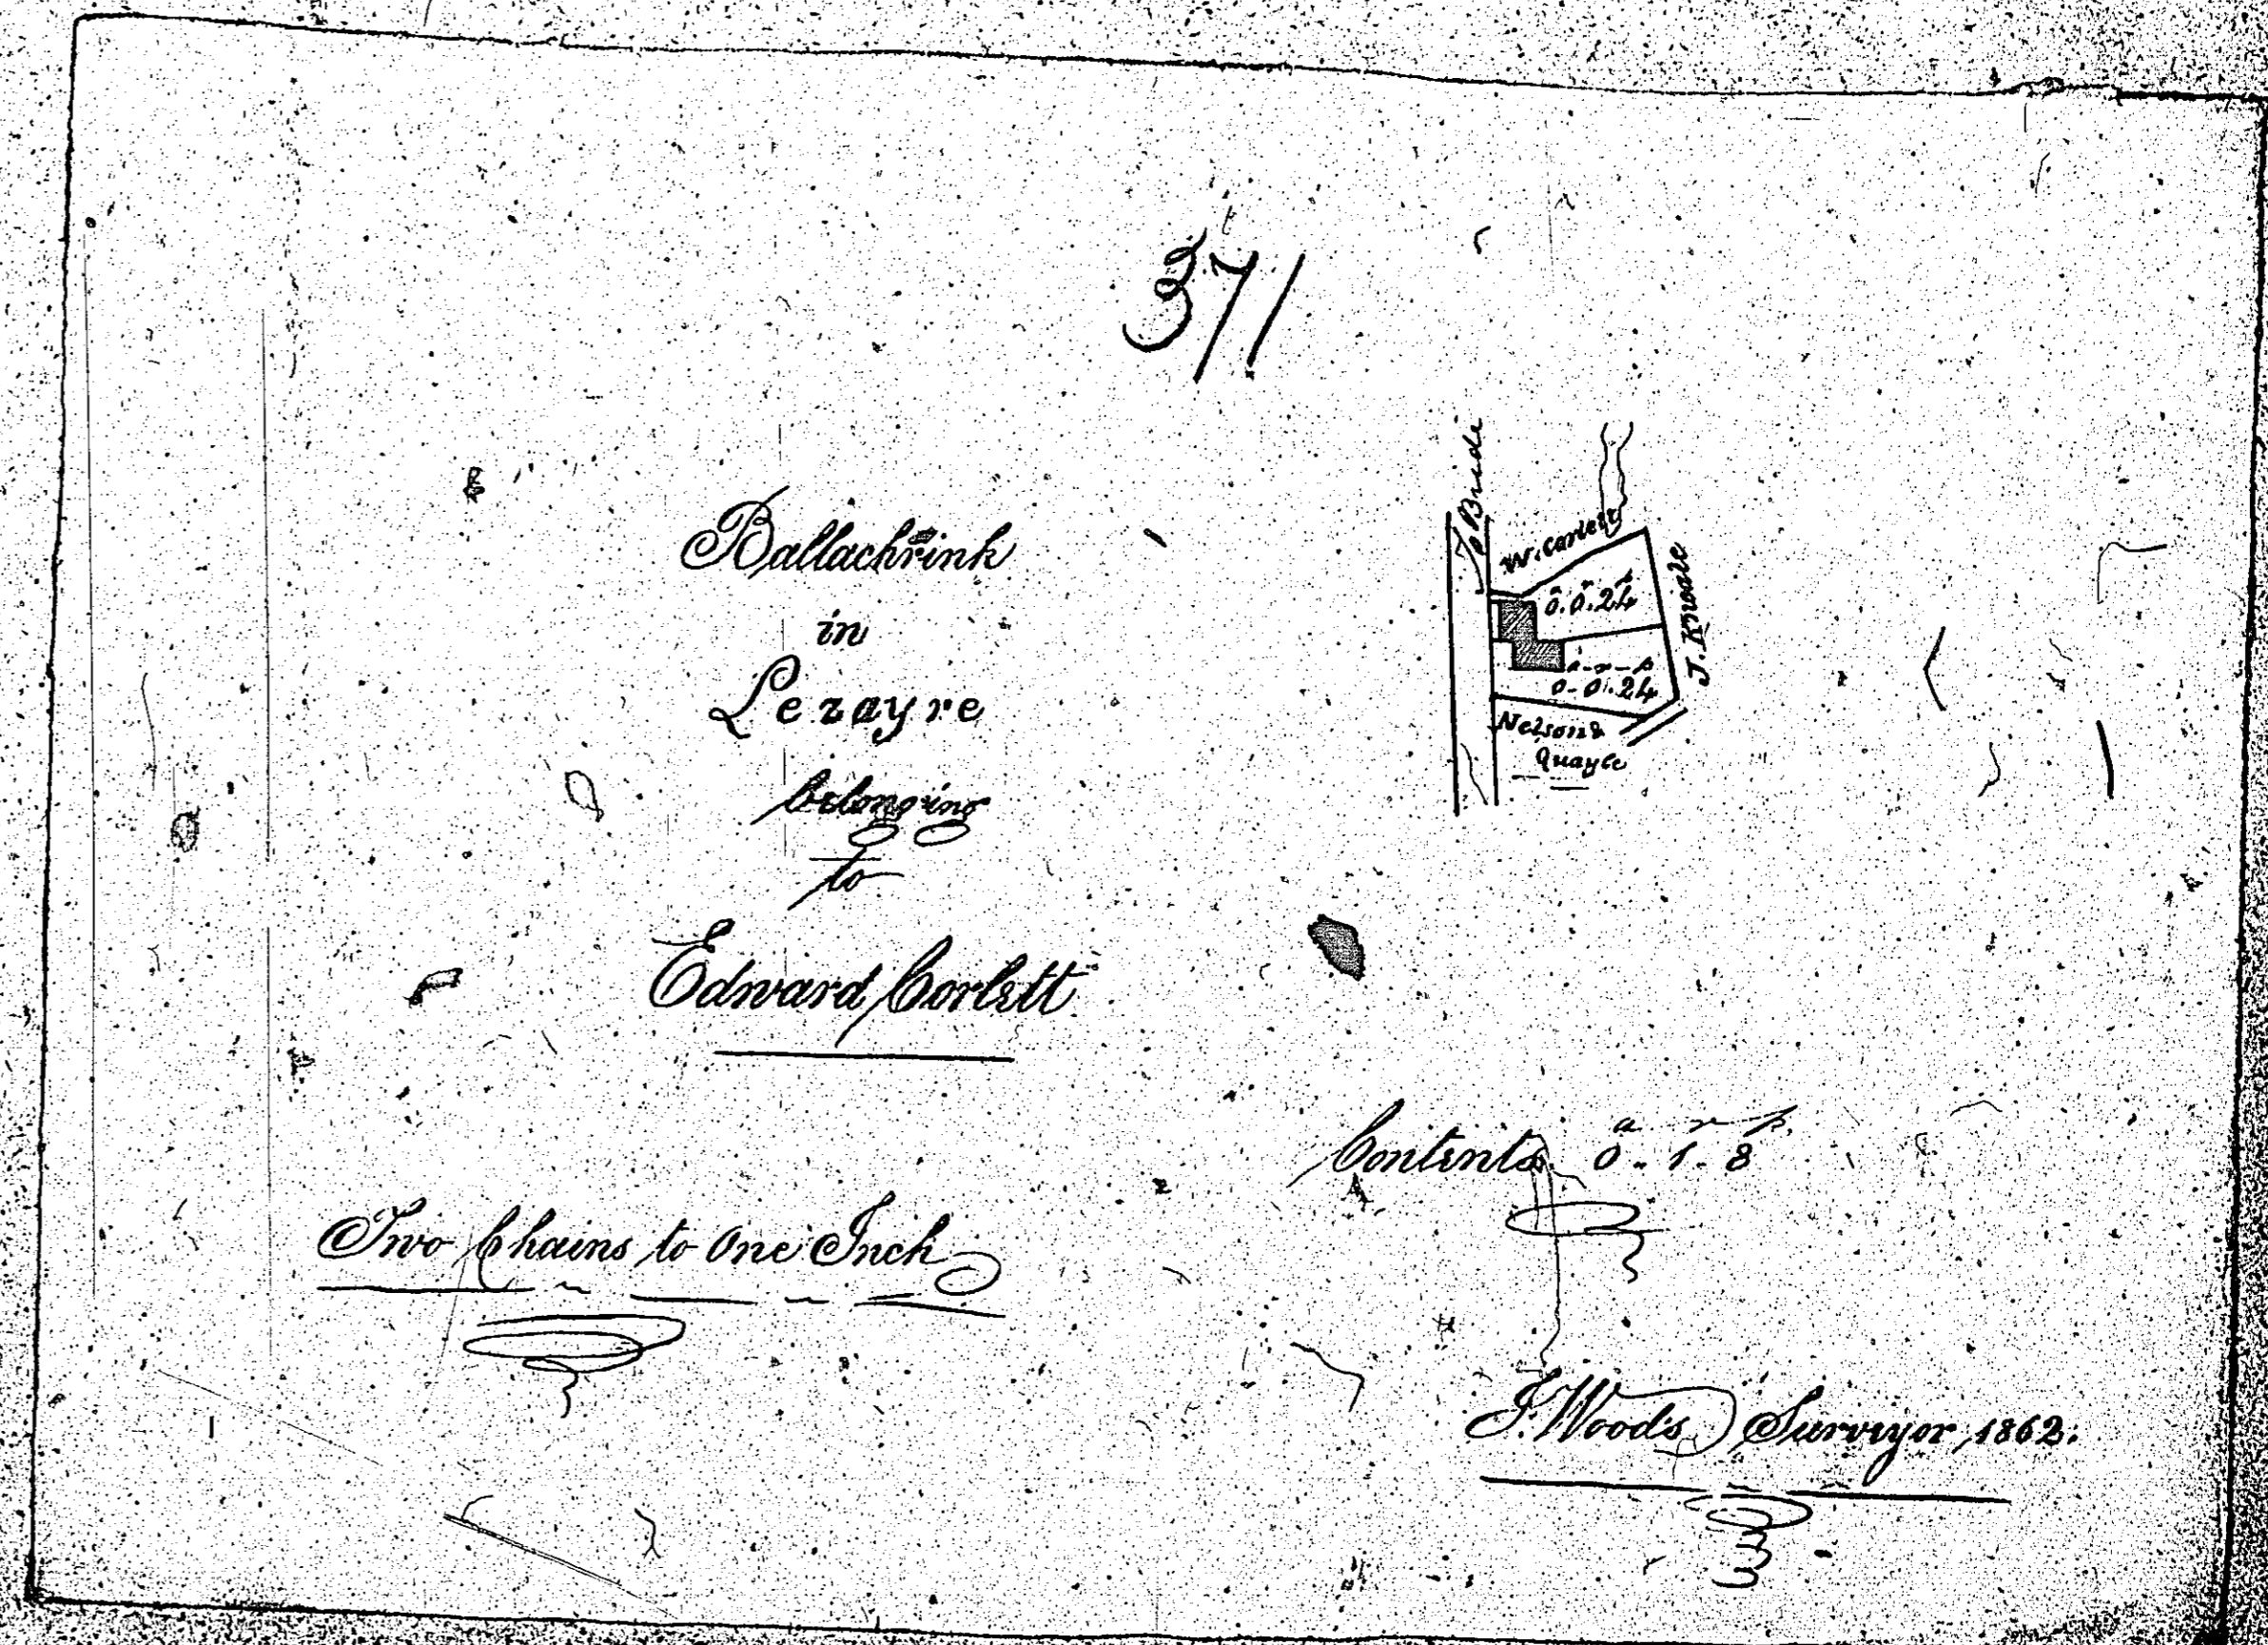 371
Ballachrink
in
Lezayre
belonging
to
Edward Corlett
To Bride
W. Corlett
a r p
0. 0. 24
J. Kneale
a - r - p
0 - 0 . 24
Nelson &
Quayle
Contents a r p
0 - 1 - 8
Two Chains to One Inch
J. Woods Surveyor, 1862.